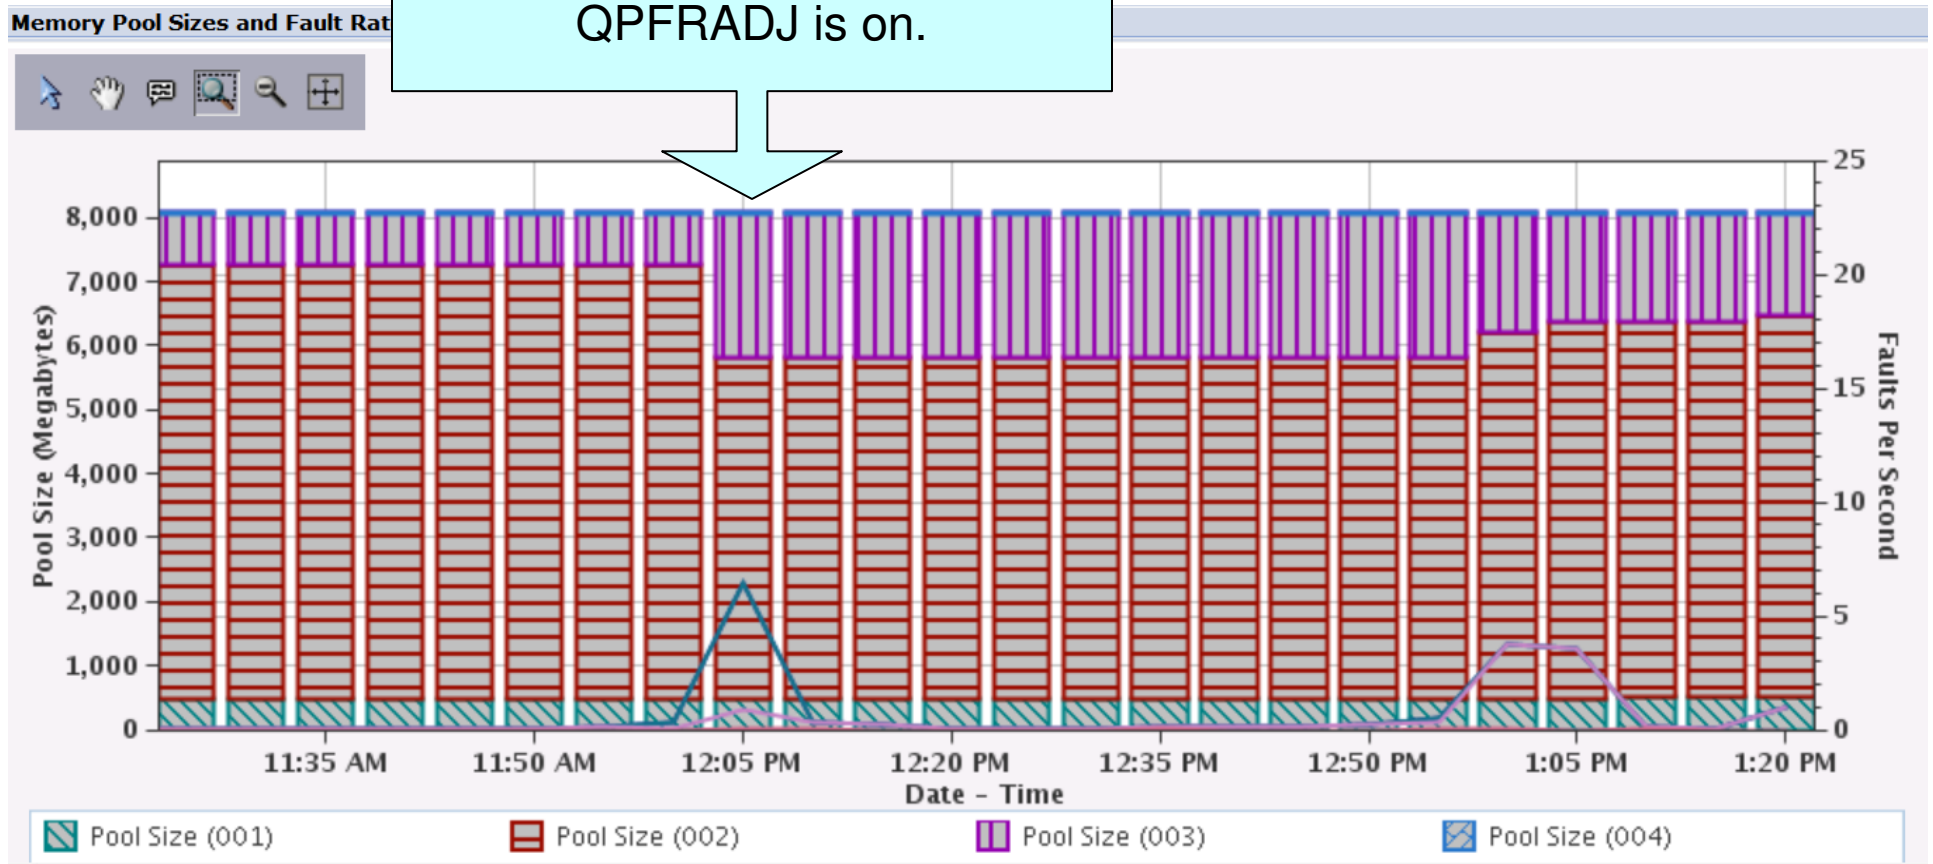 Memory Pool Sizes and Fault Rat
QPFRADJ is on.
25
8,000
7,000
20
6,000
15
5,000
4,000
10
3,000
2,000
5
1,000
0
0
Pool Size (Megabytes)
Faults Per Second
11:35 AM 11:50 AM 12:05 PM 12:20 PM 12:35 PM 12:50 PM 1:05 PM 1:20 PM
Date - Time
Pool Size (001) Pool Size (002) Pool Size (003) Pool Size (004)